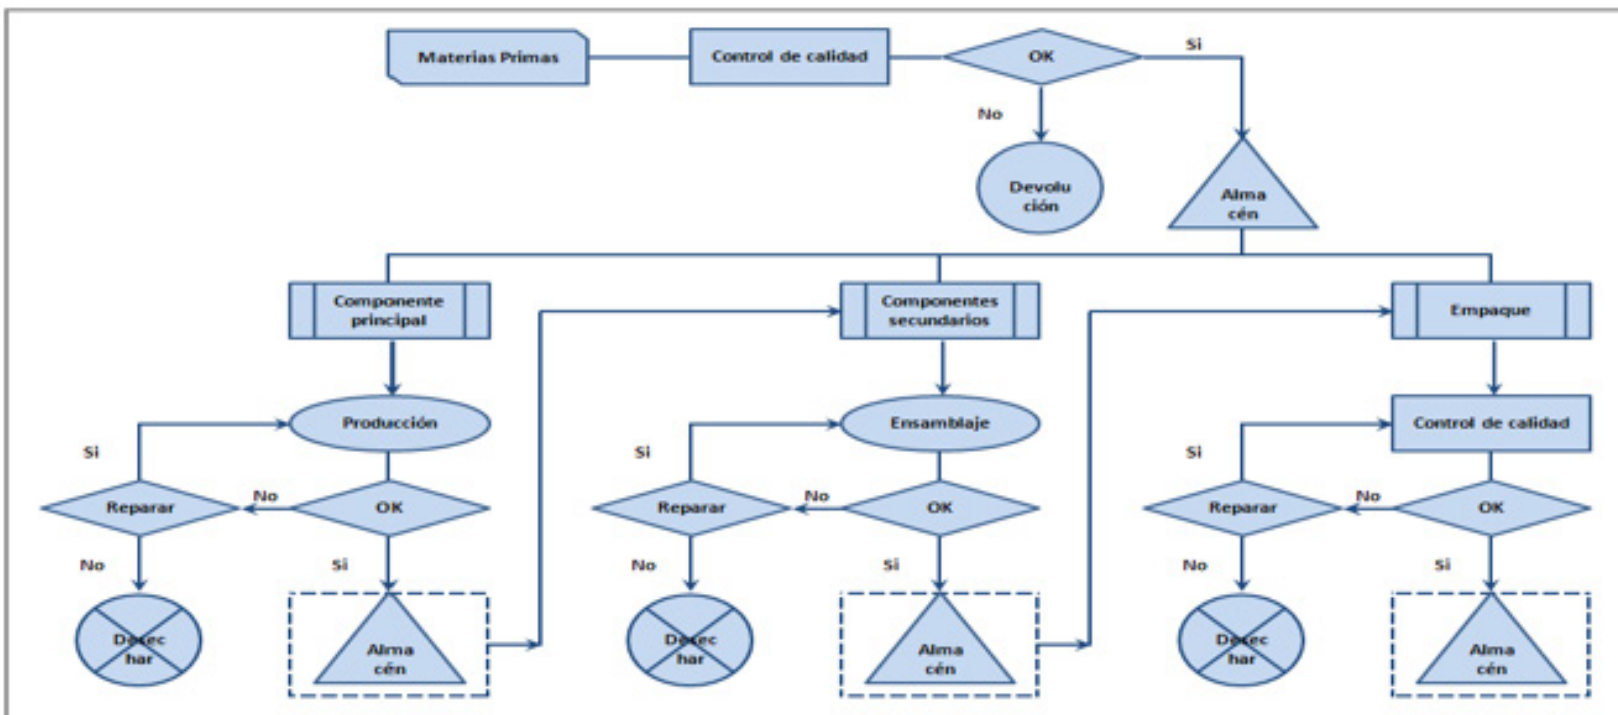 Materias Primas
Control de calidad
OK
Si
No
Devolu
ción
Alma
cén
Componente
principal
Componentes
secundarios
Empaque
Producción
Ensamblaje
Control de calidad
Si
Si
Si
Reparar
No
OK
Reparar
No
OK
Reparar
No
OK
No
Si
No
Si
No
Si
Desec
har
Alma
cén
Desec
har
Alma
cén
Desec
har
Alma
cén